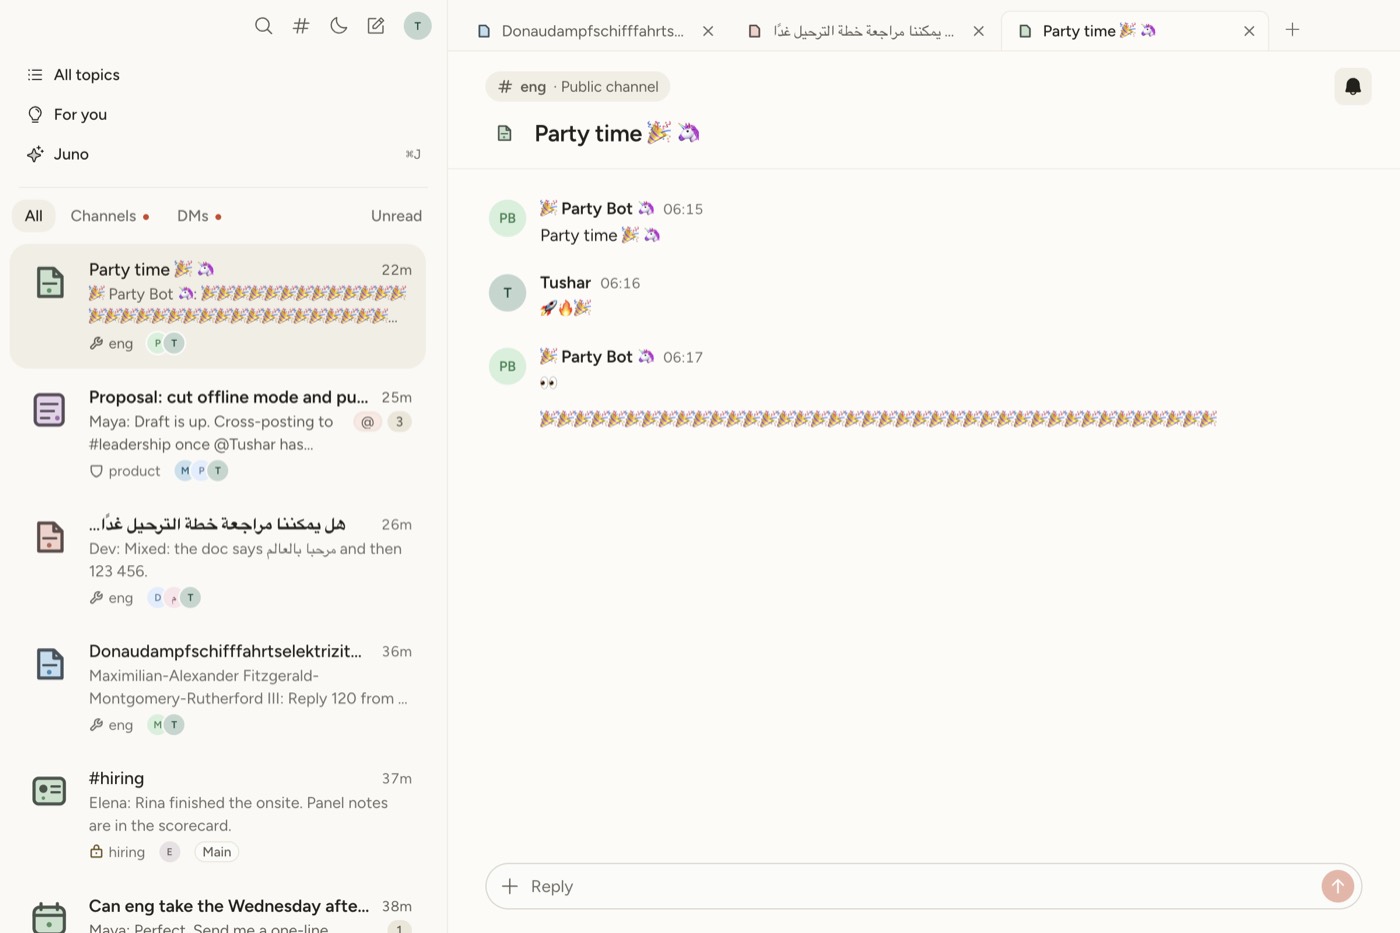 T
All topics
For you
Juno ⌘J
All Channels DMs Unread
Party time 🎉 🦄 22m
🎉 Party Bot 🦄: 🎉🎉🎉🎉🎉🎉🎉🎉🎉🎉🎉🎉🎉
🎉🎉🎉🎉🎉🎉🎉🎉🎉🎉🎉🎉🎉🎉🎉🎉🎉🎉🎉…
eng P T
Proposal: cut offline mode and pu... 25m
Maya: Draft is up. Cross-posting to @ 3
#leadership once @Tushar has...
product M P T
هل يمكننا مراجعة خطة الترحيل غدًا... 26m
Dev: Mixed: the doc says مرحبا بالعالم and then
123 456.
eng D م T
Donaudampfschifffahrtselektrizit... 36m
Maximilian-Alexander Fitzgerald-
Montgomery-Rutherford III: Reply 120 from ...
eng M T
#hiring 37m
Elena: Rina finished the onsite. Panel notes
are in the scorecard.
hiring E Main
Can eng take the Wednesday afte... 38m
Maya: Perfect. Send me a one-line 1
Donaudampfschifffahrts...
يمكننا مراجعة خطة الترحيل غدًا ...
Party time 🎉 🦄
# eng · Public channel
Party time 🎉 🦄
PB 🎉 Party Bot 🦄 06:15
Party time 🎉 🦄
T Tushar 06:16
🚀🔥🎉
PB 🎉 Party Bot 🦄 06:17
👀
🎉🎉🎉🎉🎉🎉🎉🎉🎉🎉🎉🎉🎉🎉🎉🎉🎉🎉🎉🎉🎉🎉🎉🎉🎉🎉🎉🎉🎉🎉🎉🎉🎉🎉🎉🎉🎉🎉🎉🎉
Reply